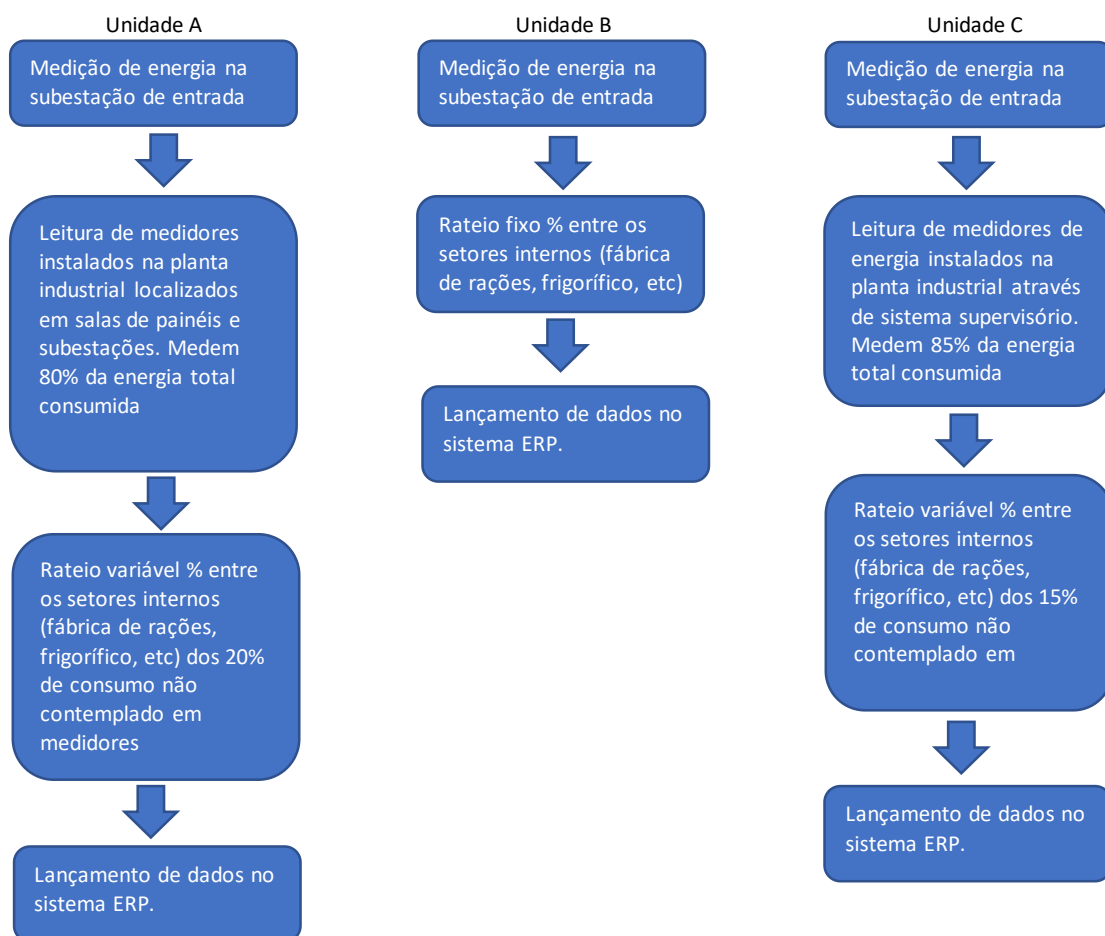 Unidade A
Medição de energia na
subestação de entrada
Leitura de medidores
instalados na planta
industrial localizados
em salas de painéis e
subestações. Medem
80% da energia total
consumida
Rateio variável % entre
os setores internos
(fábrica de rações,
frigorífico, etc) dos 20%
de consumo não
contemplado em
medidores
Lançamento de dados no
sistema ERP.
Unidade B
Medição de energia na
subestação de entrada
Rateio fixo % entre os
setores internos (fábrica
de rações, frigorífico, etc)
Lançamento de dados no
sistema ERP.
Unidade C
Medição de energia na
subestação de entrada
Leitura de medidores de
energia instalados na
planta industrial através
de sistema supervisório.
Medem 85% da energia
total consumida
Rateio variável % entre
os setores internos
(fábrica de rações,
frigorífico, etc) dos 15%
de consumo não
contemplado em
Lançamento de dados no
sistema ERP.